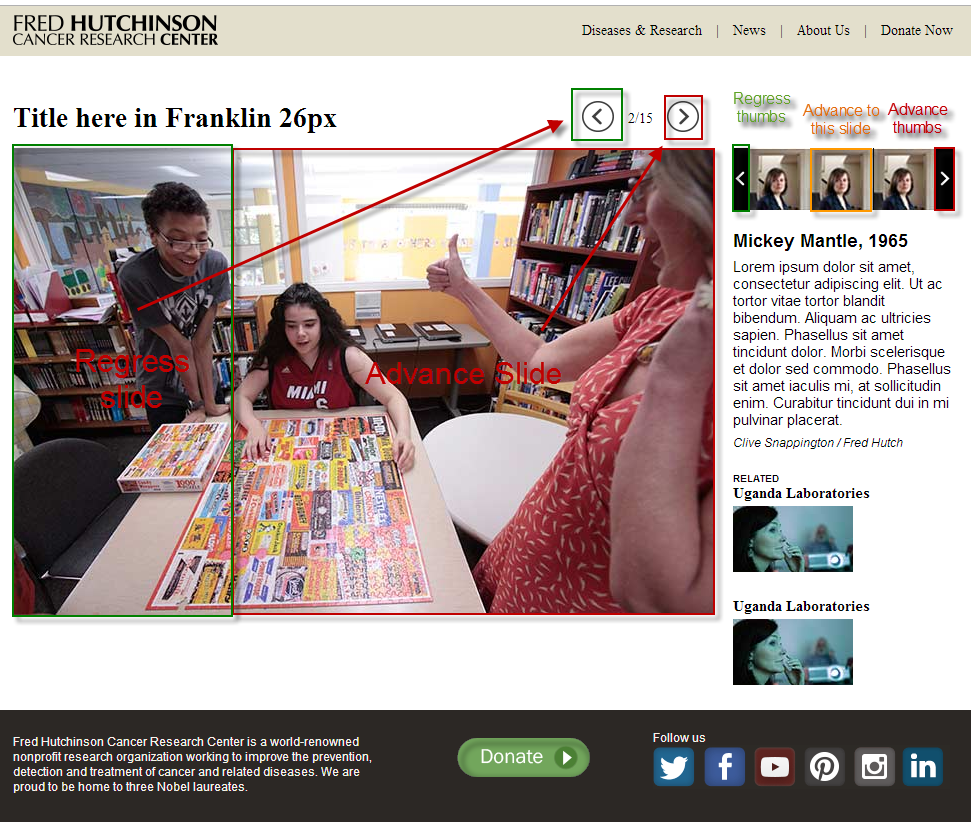 FRED HUTCHINSON
CANCER RESEARCH CENTER
Diseases & Research | News | About Us | Donate Now
Title here in Franklin 26px
2/15
Regress
thumbs
Advance to
this slide
Advance
thumbs
Regress
slide
Advance Slide
MIAMI
1000
Mickey Mantle, 1965
Lorem ipsum dolor sit amet,
consectetur adipiscing elit. Ut ac
tortor vitae tortor blandit
bibendum. Aliquam ac ultricies
sapien. Phasellus sit amet
tincidunt dolor. Morbi scelerisque
et dolor sed commodo. Phasellus
sit amet iaculis mi, at sollicitudin
enim. Curabitur tincidunt dui in mi
pulvinar placerat.
Clive Snappington / Fred Hutch
RELATED
Uganda Laboratories
Uganda Laboratories
Fred Hutchinson Cancer Research Center is a world-renowned
nonprofit research organization working to improve the prevention,
detection and treatment of cancer and related diseases. We are
proud to be home to three Nobel laureates.
Donate
Follow us